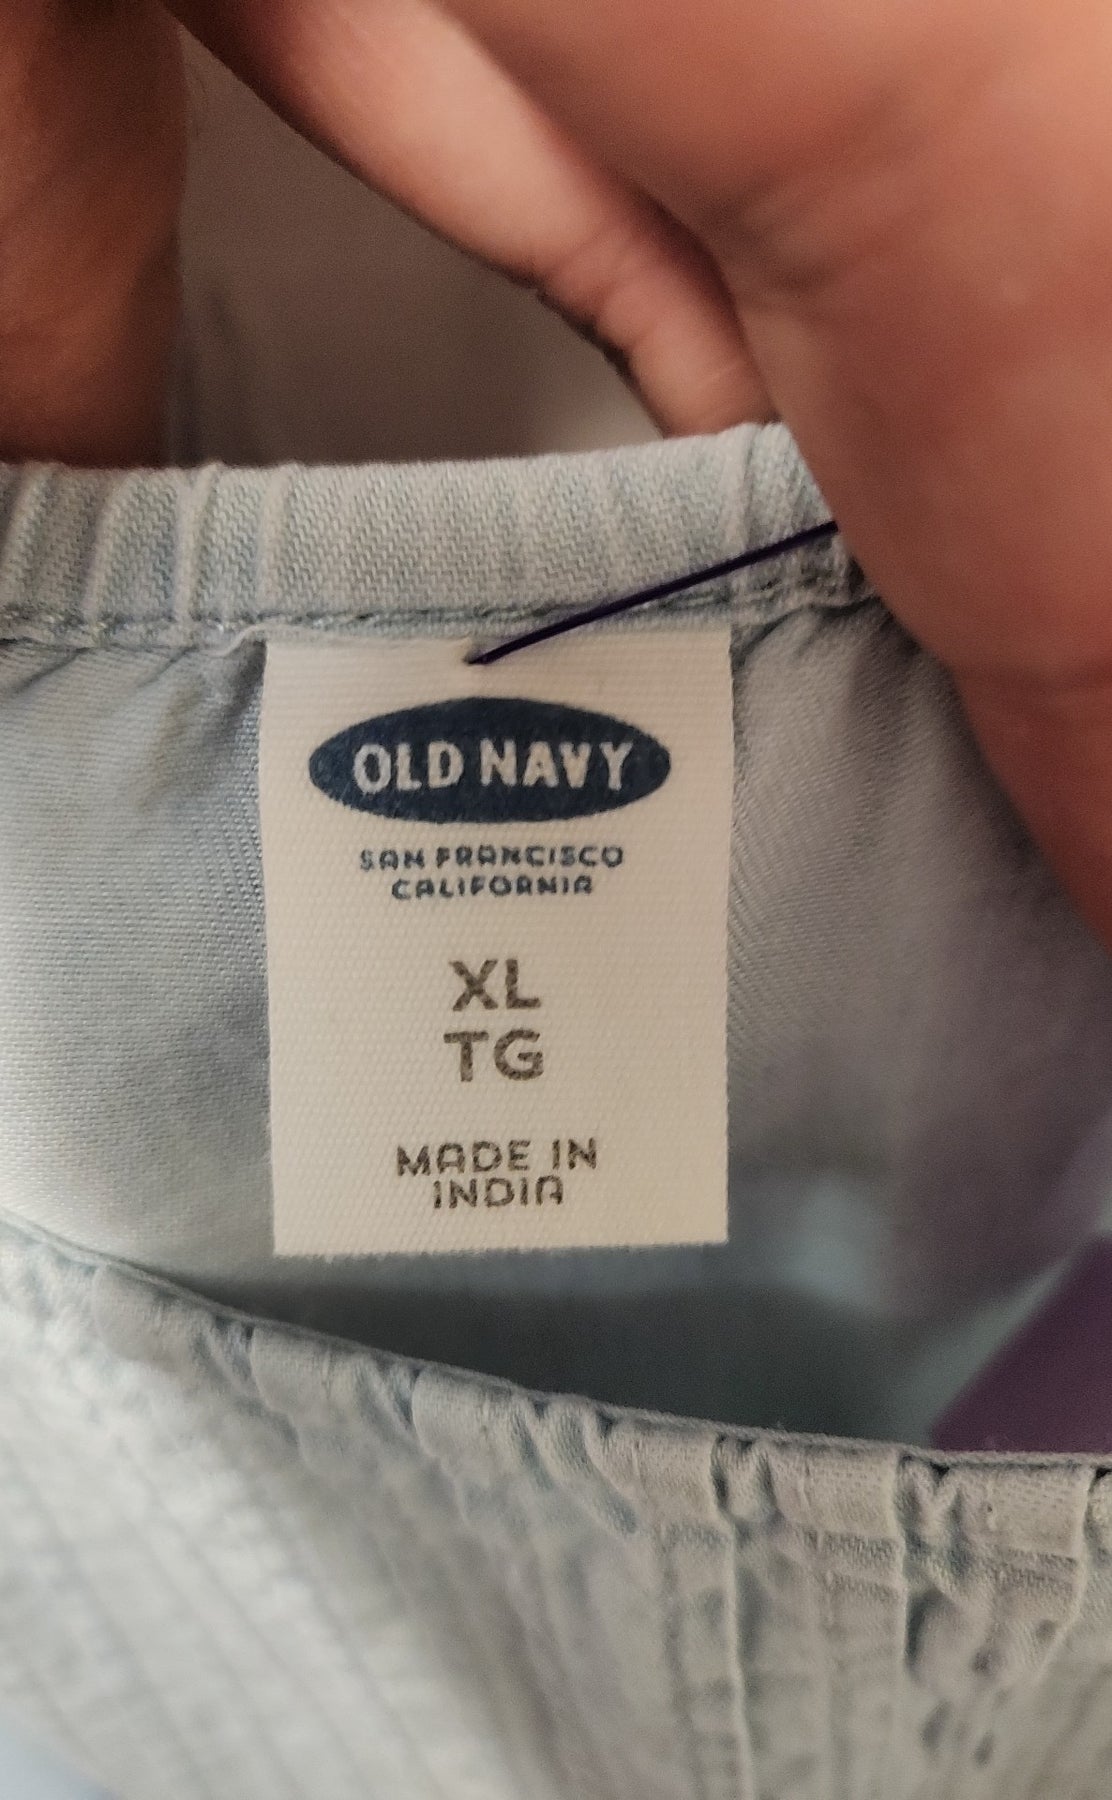 OLD NAVY
SAN FRANCISCO
CALIFORNIA
XL
TG
MADE IN
INDIA